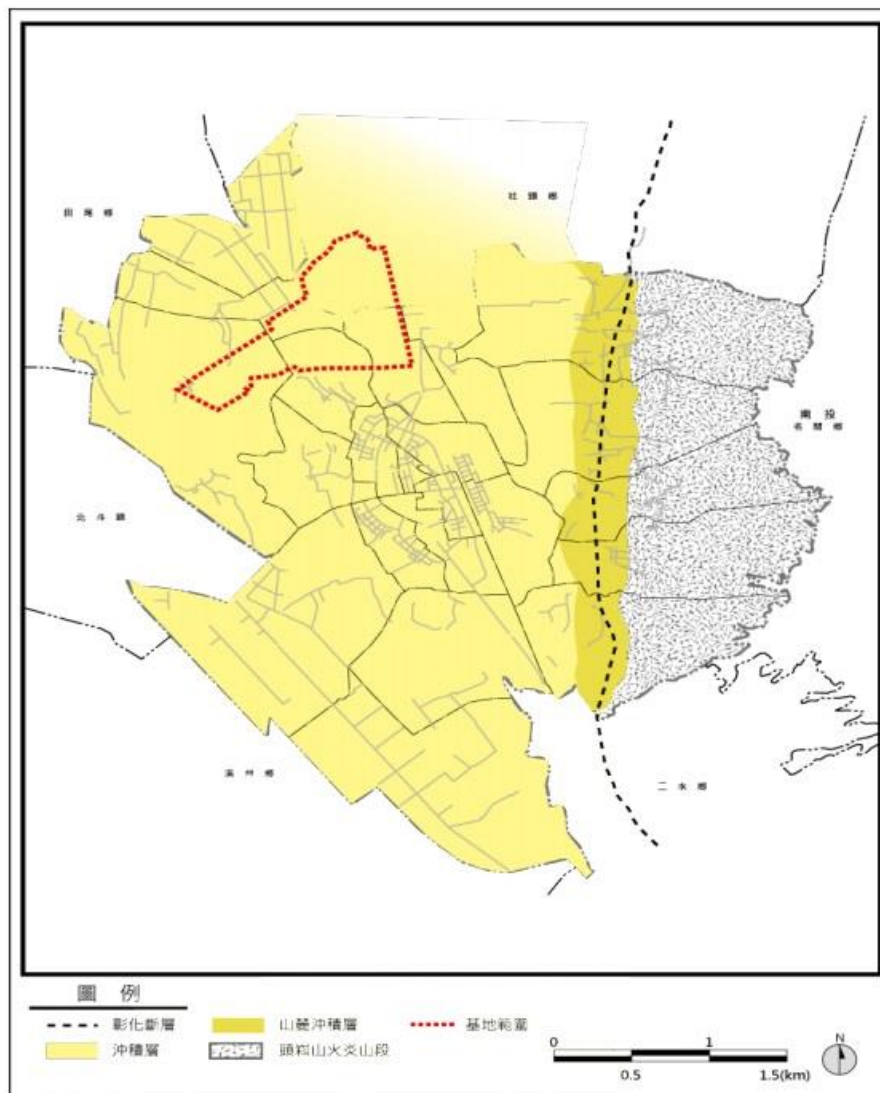 社頭鄉
田尾鄉
南投
名間鄉
北斗鎮
溪州鄉
二水鄉
圖例
彰化斷層
山麓沖積層
基地範圍
沖積層
頭嵙山火炎山段
0
1
0.5
1.5(km)
N